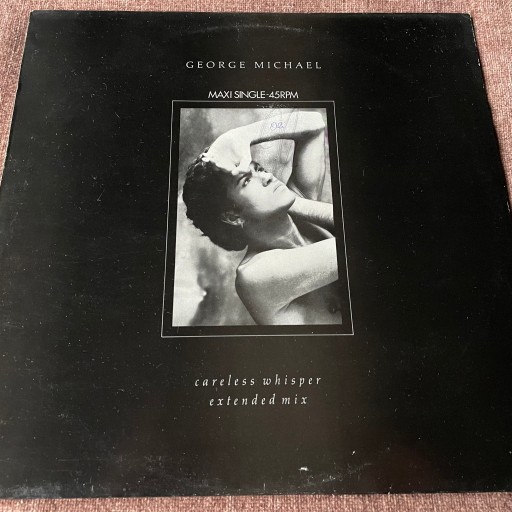 GEORGE MICHAEL
MAXI SINGLE·45RPM
careless whisper
extended mix